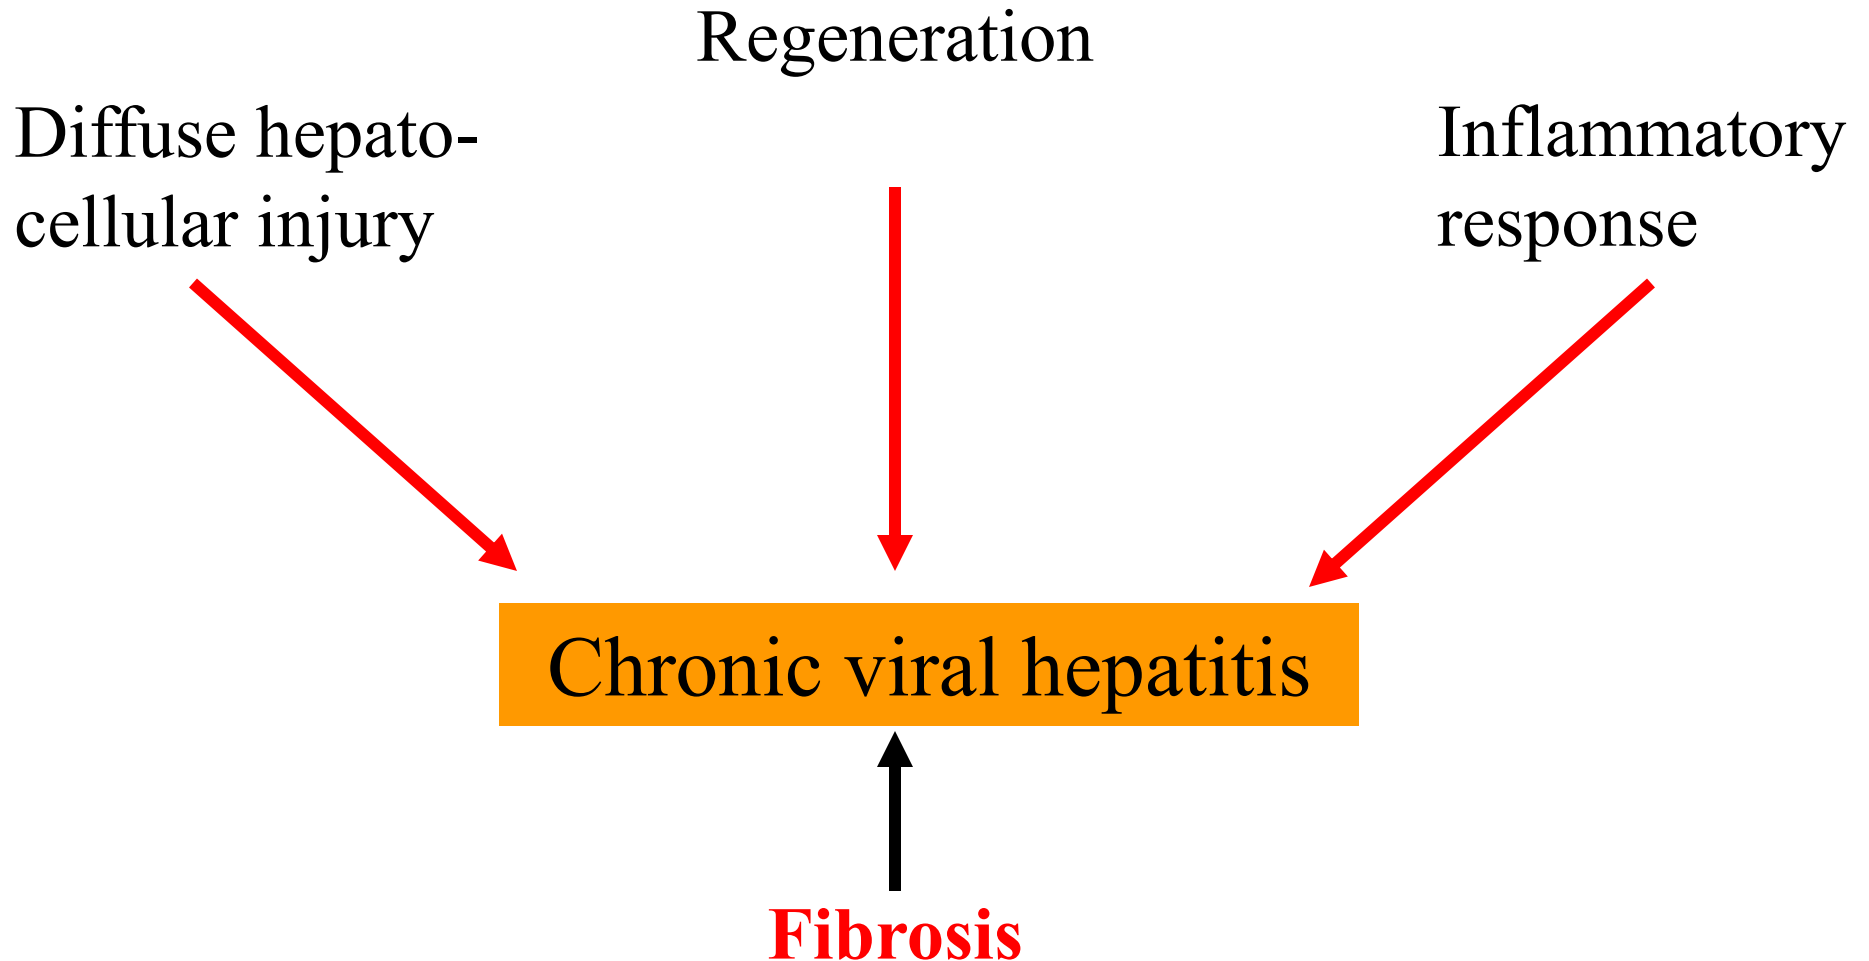 Regeneration
Diffuse hepato-
cellular injury
Inflammatory
response
Chronic viral hepatitis
Fibrosis